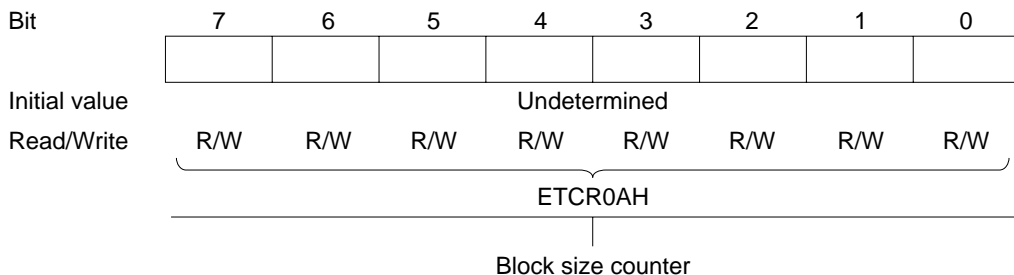 Bit 7 6 5 4 3 2 1 0
Initial value Undetermined
Read/Write R/W R/W R/W R/W R/W R/W R/W R/W
ETCR0AH
Block size counter